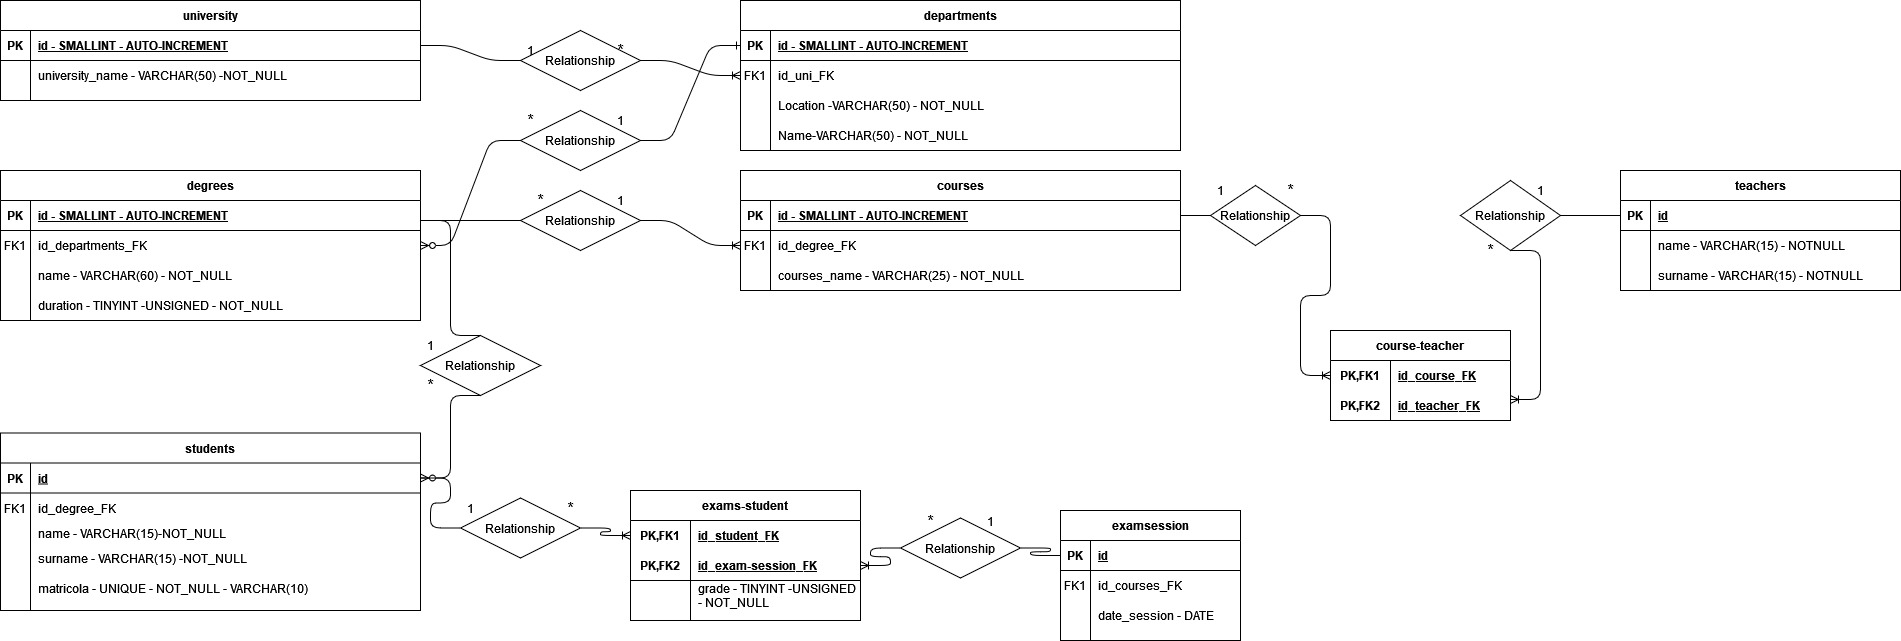 university
PK id - SMALLINT - AUTO-INCREMENT
university_name - VARCHAR(50) -NOT_NULL
1
Relationship
*
departments
PK id - SMALLINT - AUTO-INCREMENT
FK1 id_uni_FK
Location -VARCHAR(50) - NOT_NULL
Name-VARCHAR(50) - NOT_NULL
*
Relationship
1
degrees
PK id - SMALLINT - AUTO-INCREMENT
FK1 id_departments_FK
name - VARCHAR(60) - NOT_NULL
duration - TINYINT -UNSIGNED - NOT_NULL
*
Relationship
1
courses
PK id - SMALLINT - AUTO-INCREMENT
FK1 id_degree_FK
courses_name - VARCHAR(25) - NOT_NULL
1
Relationship
*
1
Relationship
*
teachers
PK id
name - VARCHAR(15) - NOTNULL
surname - VARCHAR(15) - NOTNULL
course-teacher
PK,FK1 id_course_FK
PK,FK2 id_teacher_FK
1
Relationship
*
students
PK id
FK1 id_degree_FK
name - VARCHAR(15)-NOT_NULL
surname - VARCHAR(15) -NOT_NULL
matricola - UNIQUE - NOT_NULL - VARCHAR(10)
1
Relationship
*
exams-student
PK,FK1 id_student_FK
PK,FK2 id_exam-session_FK
grade - TINYINT -UNSIGNED
- NOT_NULL
*
Relationship
1
examsession
PK id
FK1 id_courses_FK
date_session - DATE